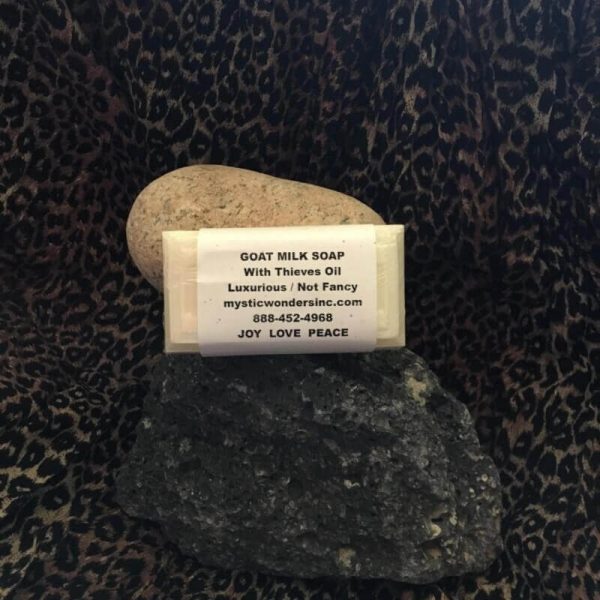 GOAT MILK SOAP
With Thieves Oil
Luxurious / Not Fancy
mysticwondersinc.com
888-452-4968
JOY LOVE PEACE